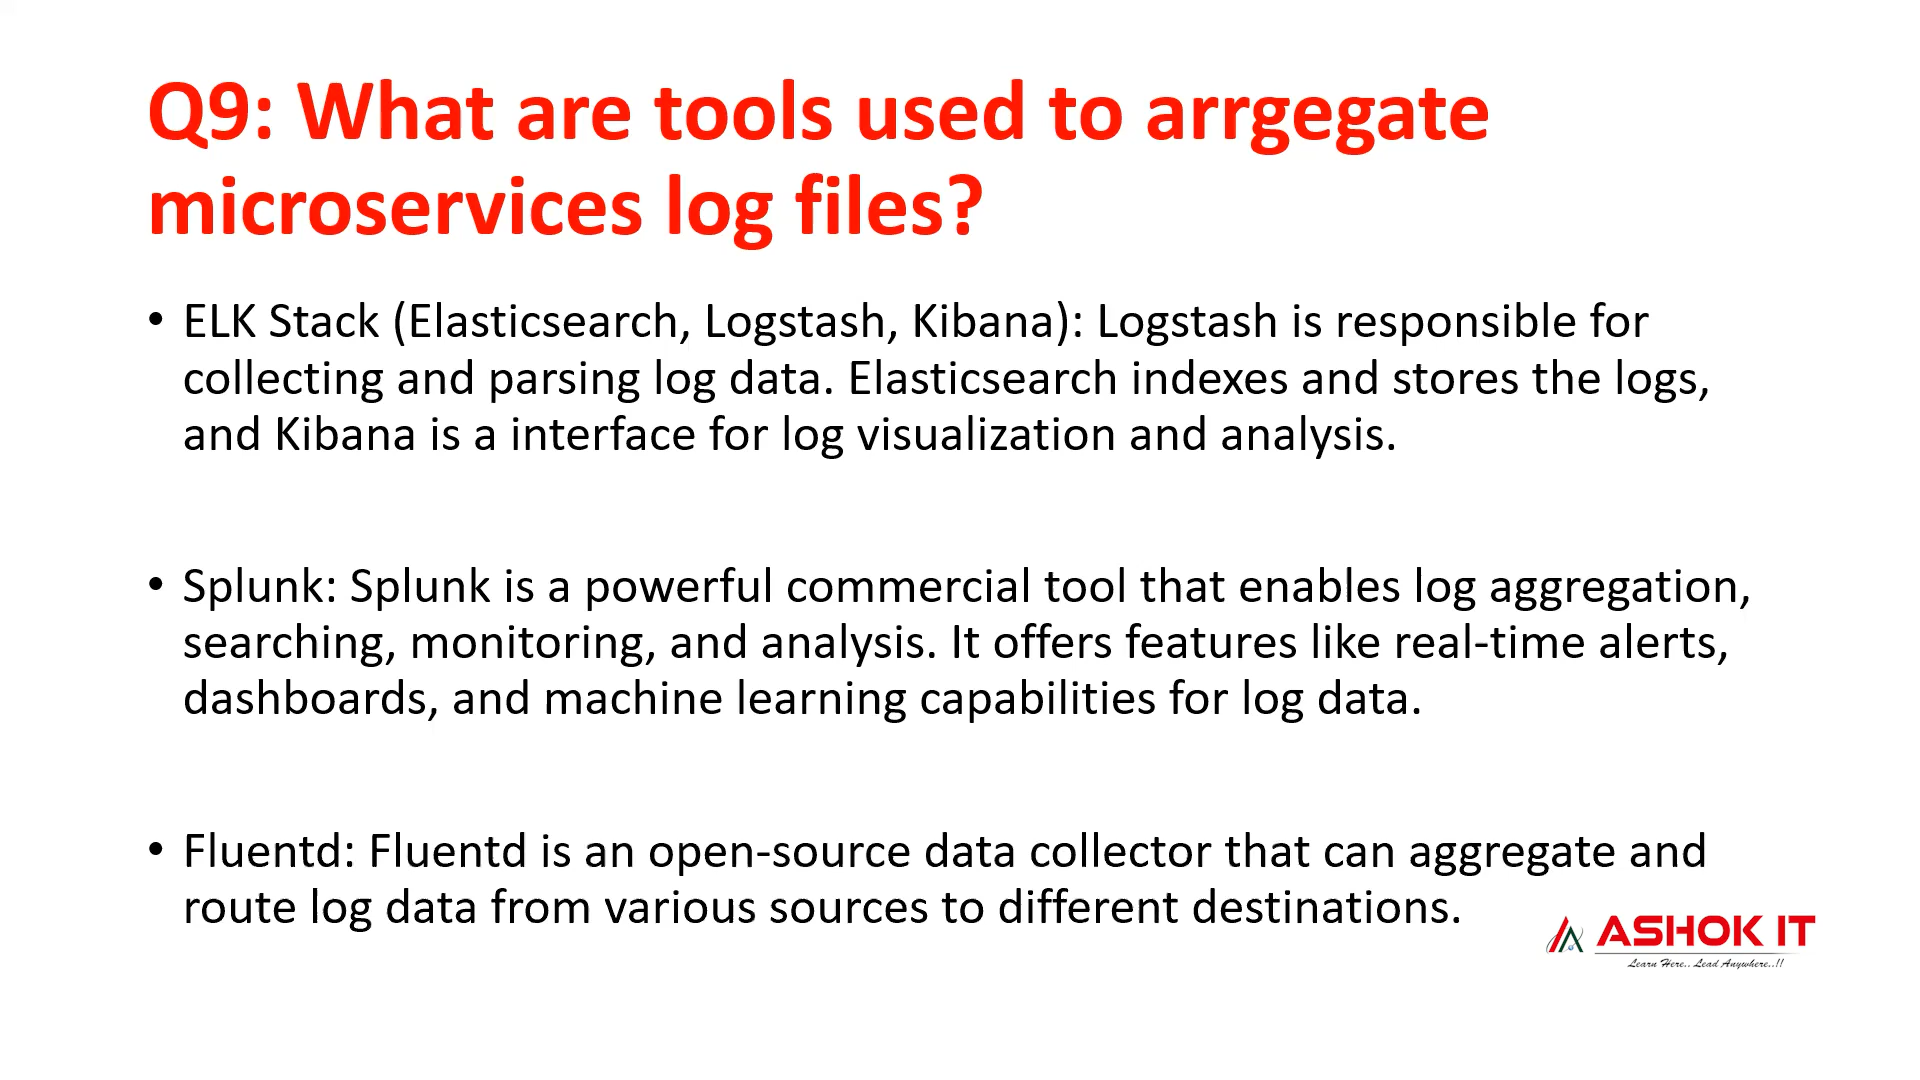 Q9: What are tools used to arrgegate
microservices log files?
• ELK Stack (Elasticsearch, Logstash, Kibana): Logstash is responsible for
collecting and parsing log data. Elasticsearch indexes and stores the logs,
and Kibana is a interface for log visualization and analysis.
• Splunk: Splunk is a powerful commercial tool that enables log aggregation,
searching, monitoring, and analysis. It offers features like real-time alerts,
dashboards, and machine learning capabilities for log data.
• Fluentd: Fluentd is an open-source data collector that can aggregate and
route log data from various sources to different destinations.
ASHOK IT
Learn Here.. Lead Anywhere..!!